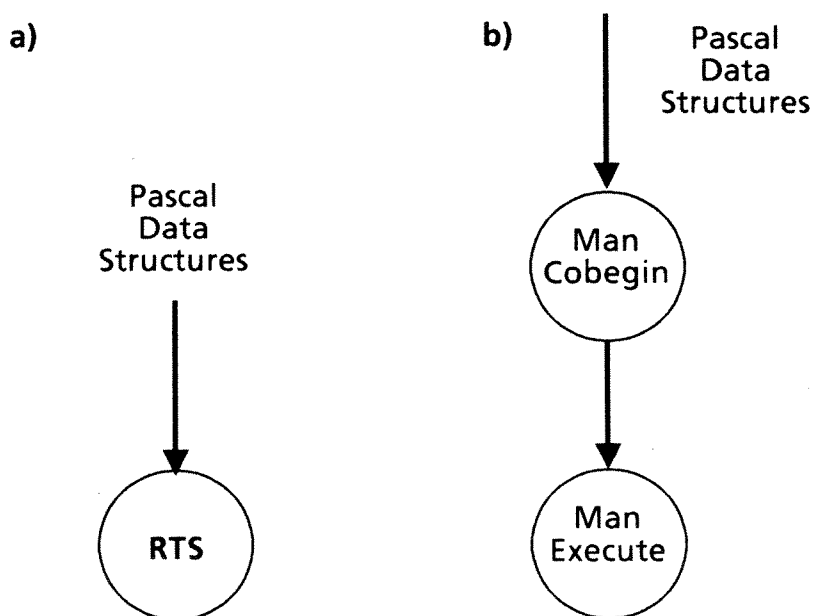 a)
Pascal
Data
Structures
RTS
b)
Pascal
Data
Structures
Man
Cobegin
Man
Execute